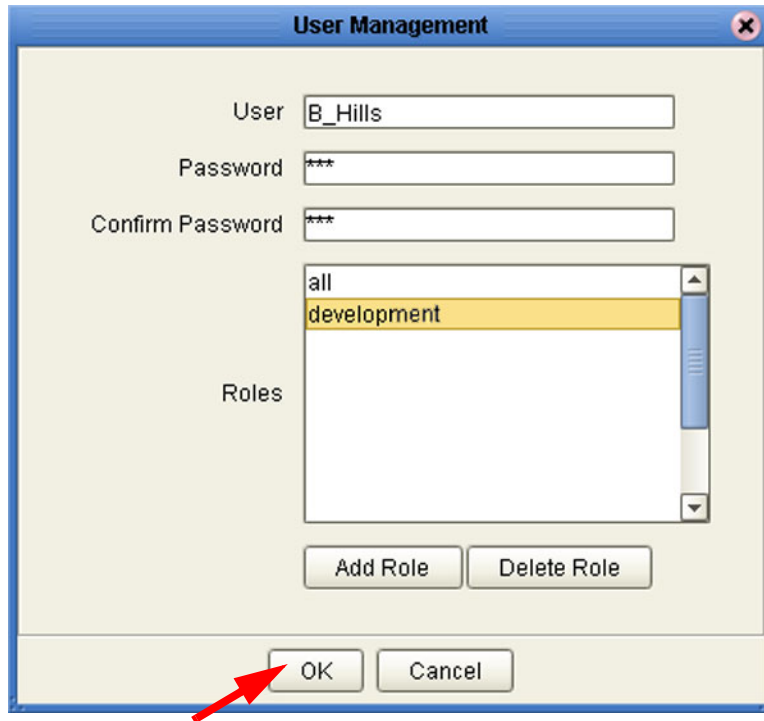 User Management
User B_Hills
Password ***
Confirm Password ***
all
development
Roles
Add Role Delete Role
OK Cancel